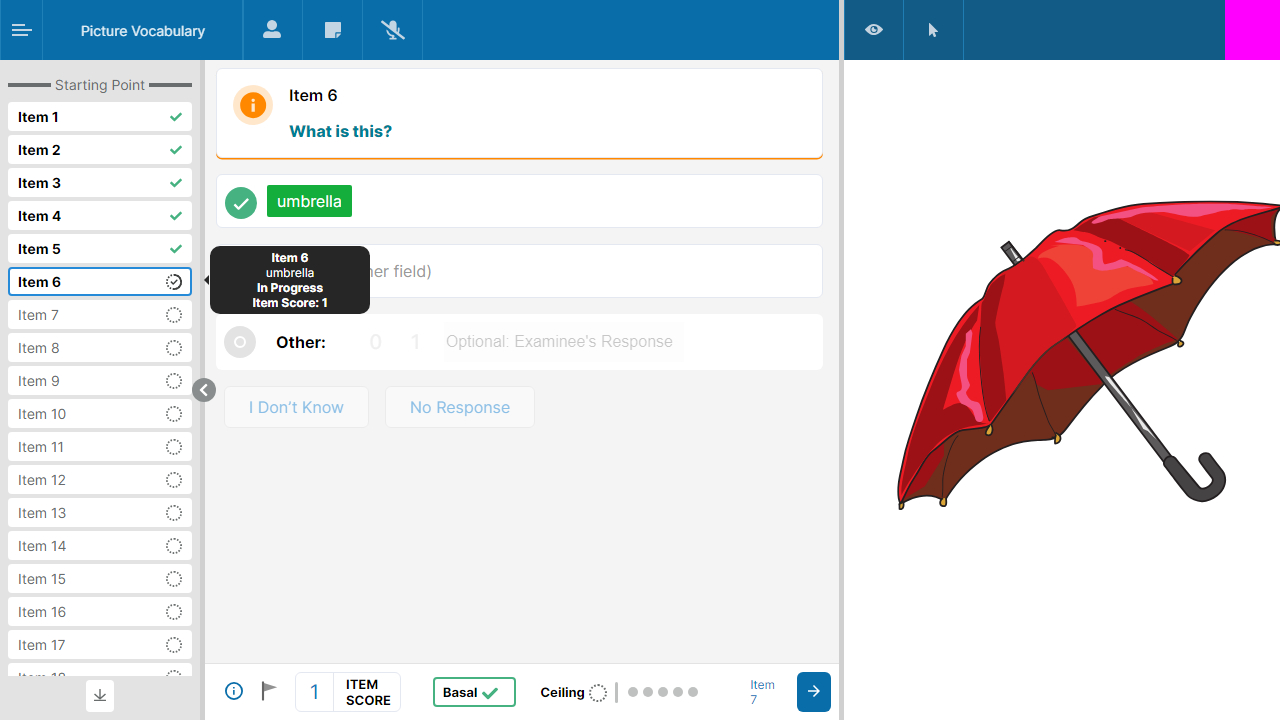 Picture Vocabulary
Starting Point
Item 1
Item 2
Item 3
Item 4
Item 5
Item 6
Item 7
Item 8
Item 9
Item 10
Item 11
Item 12
Item 13
Item 14
Item 15
Item 16
Item 17
Item 6
What is this?
umbrella
Item 6
umbrella
In Progress
Item Score: 1
field)
Other: 0 1 Optional: Examinee's Response
I Don't Know No Response
1 ITEM SCORE
Basal
Ceiling
Item 7